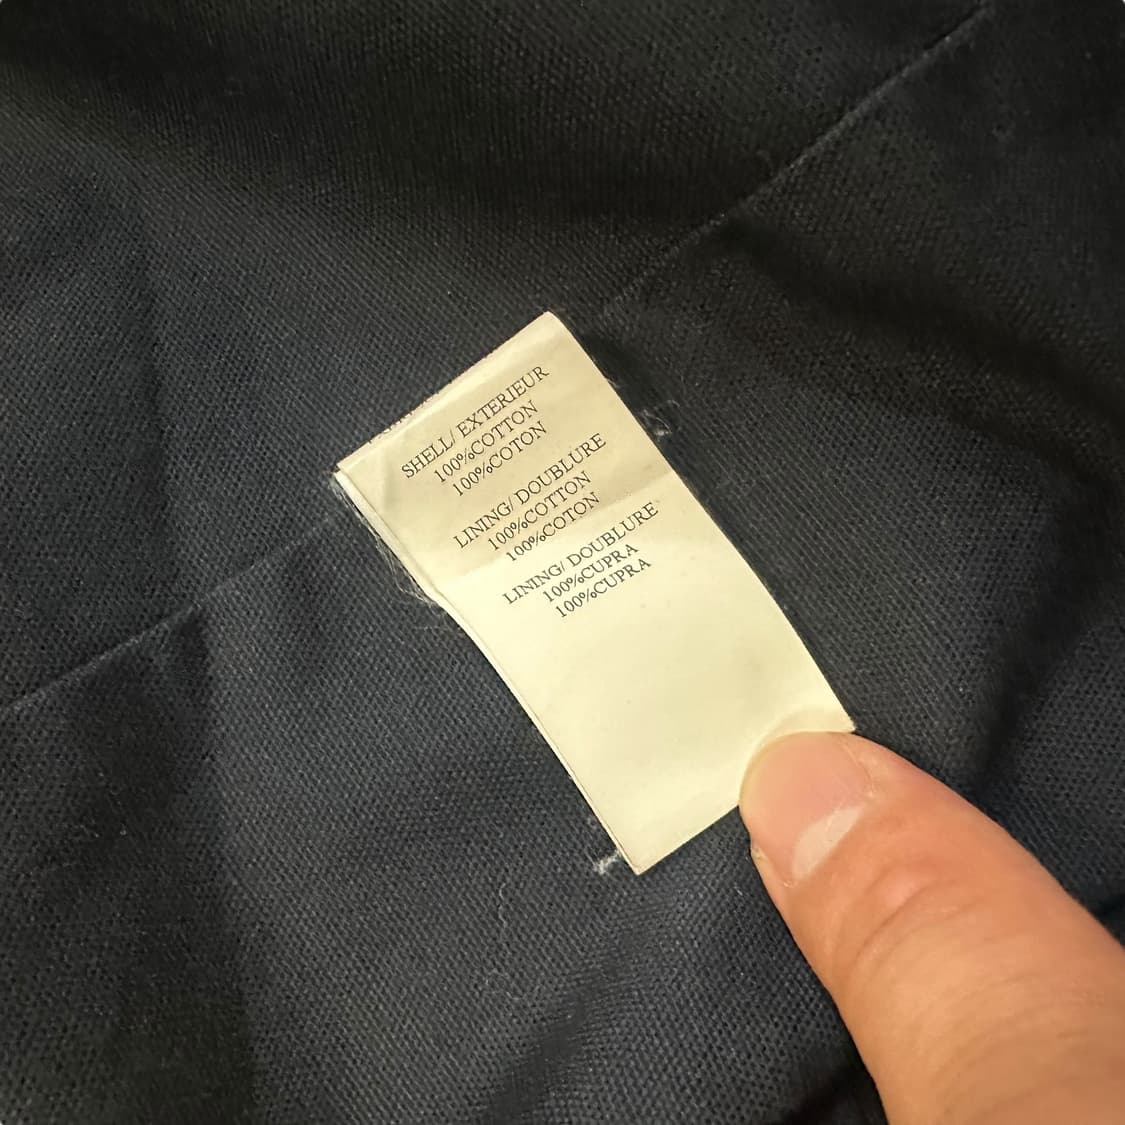 SHELL/ EXTERIEUR
100%COTTON
100%COTON
LINING/ DOUBLURE
100%COTTON
100%COTON
LINING/ DOUBLURE
100%CUPRA
100%CUPRA